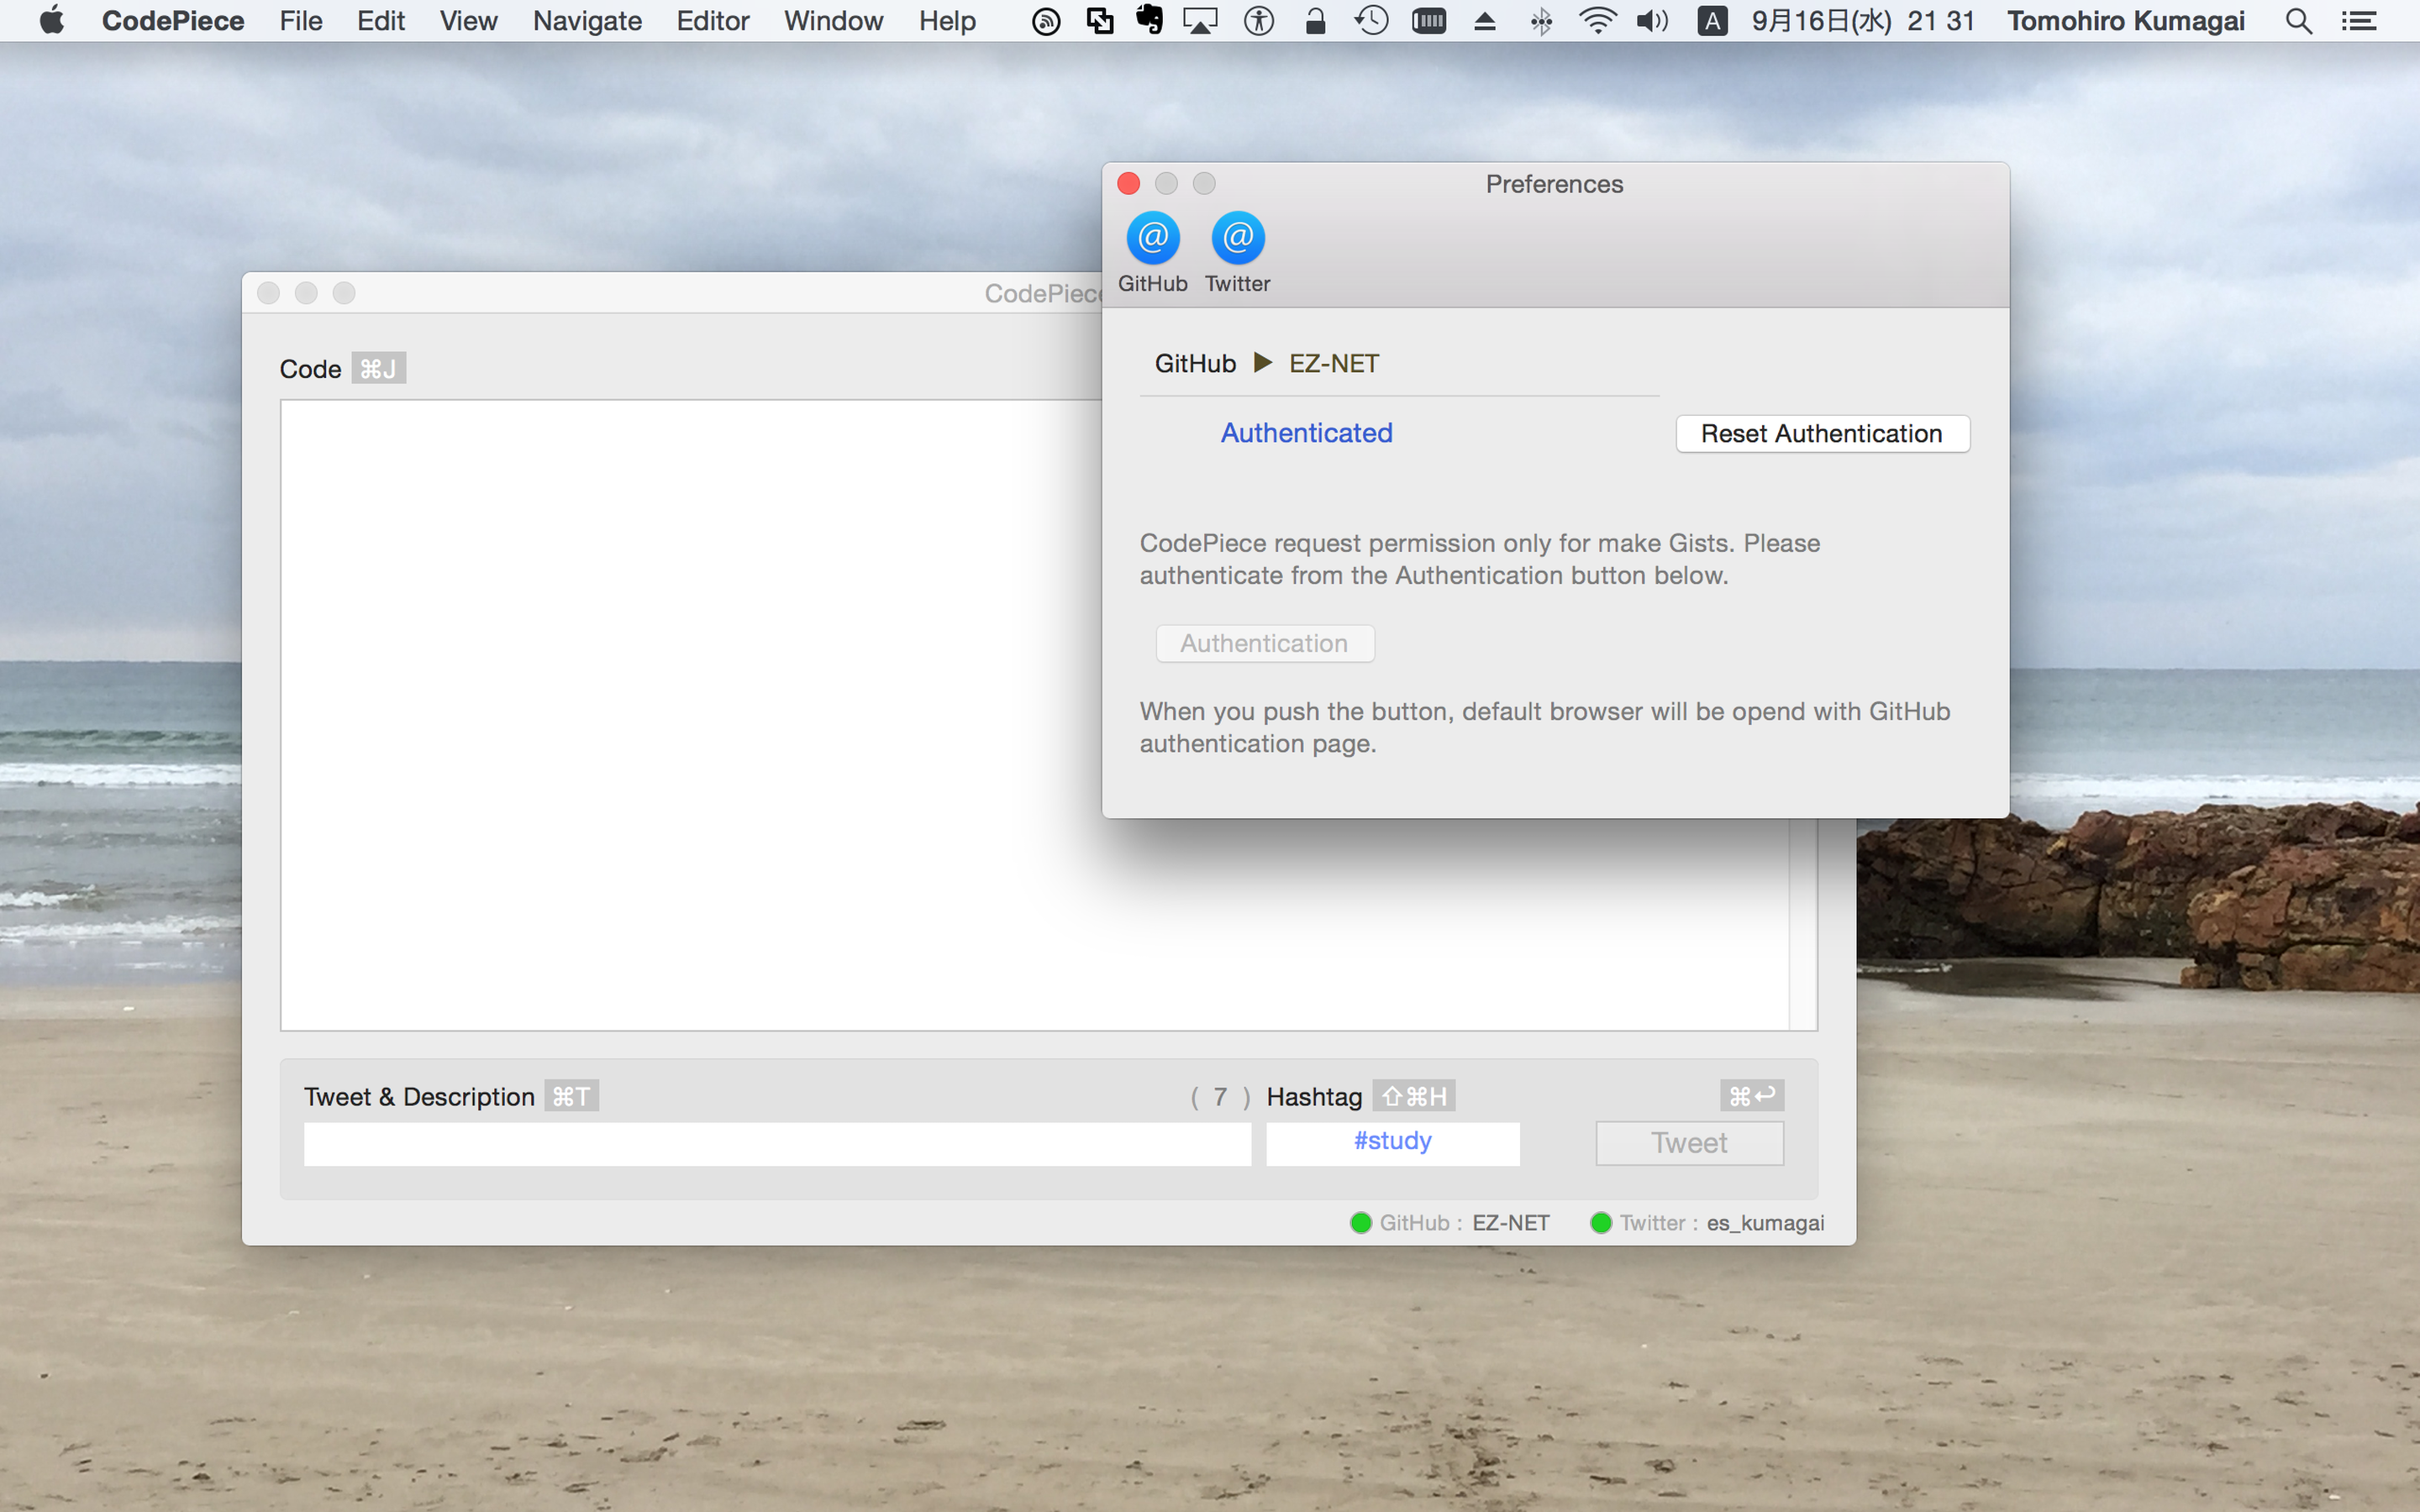 CodePiece File Edit View Navigate Editor Window Help A 9月16日(水) 21 31 Tomohiro Kumagai
Preferences
GitHub Twitter
CodePiece
Code ⌘J
GitHub ▶ EZ-NET
Authenticated Reset Authentication
CodePiece request permission only for make Gists. Please
authenticate from the Authentication button below.
Authentication
When you push the button, default browser will be opend with GitHub
authentication page.
Tweet & Description ⌘T ( 7 ) Hashtag ⇧⌘H ⌘↩
#study Tweet
GitHub : EZ-NET Twitter : es_kumagai